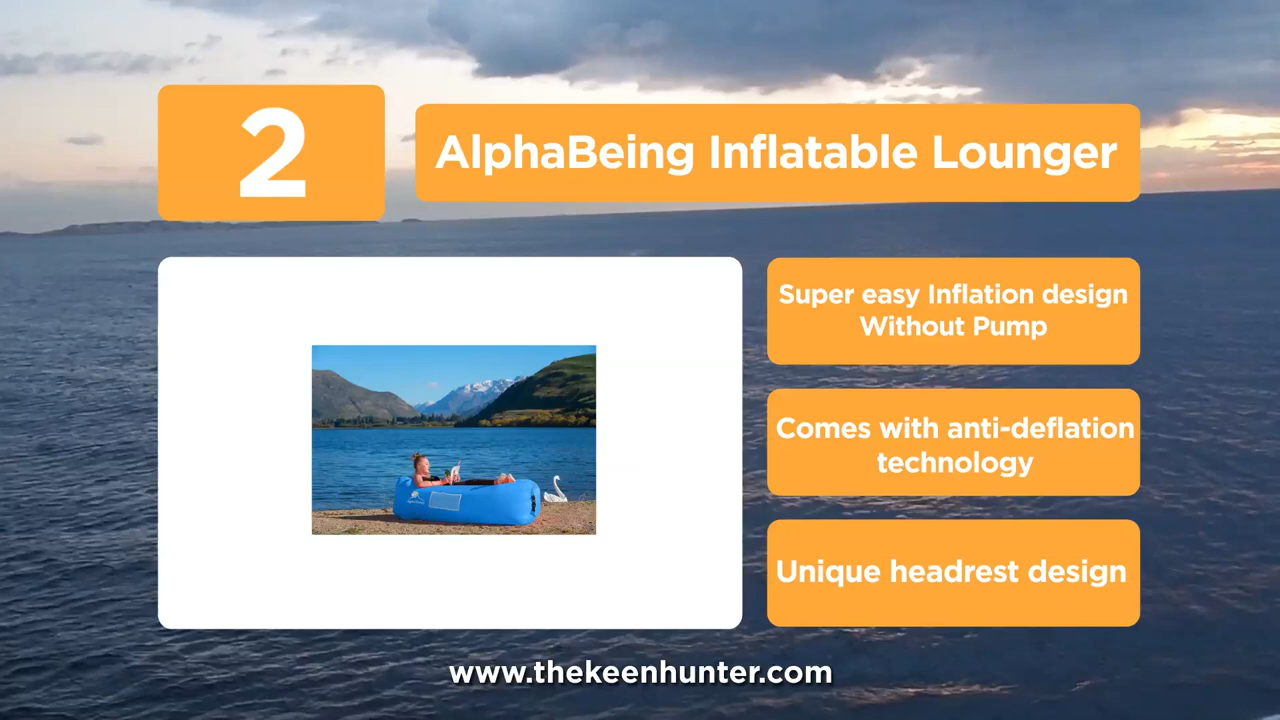 2
AlphaBeing Inflatable Lounger
Super easy Inflation design
Without Pump
Comes with anti-deflation
technology
Unique headrest design
www.thekeenhunter.com